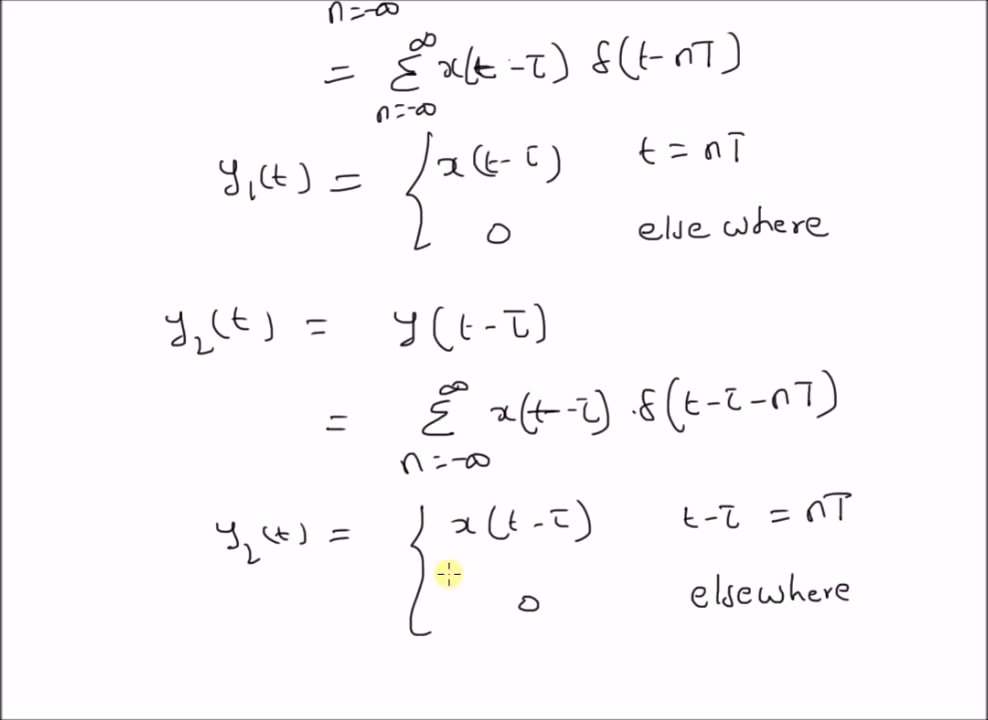 n=-∞
= ∞ Σ n=-∞ x(t-τ) δ(t-nT)
y₁(t) = { x(t-τ) t=nT
0 elsewhere
y₂(t) = y(t-τ)
= ∞ Σ n=-∞ x(t-τ) . δ(t-τ-nT)
y₂(t) = { x(t-τ) t-τ = nT
0 elsewhere